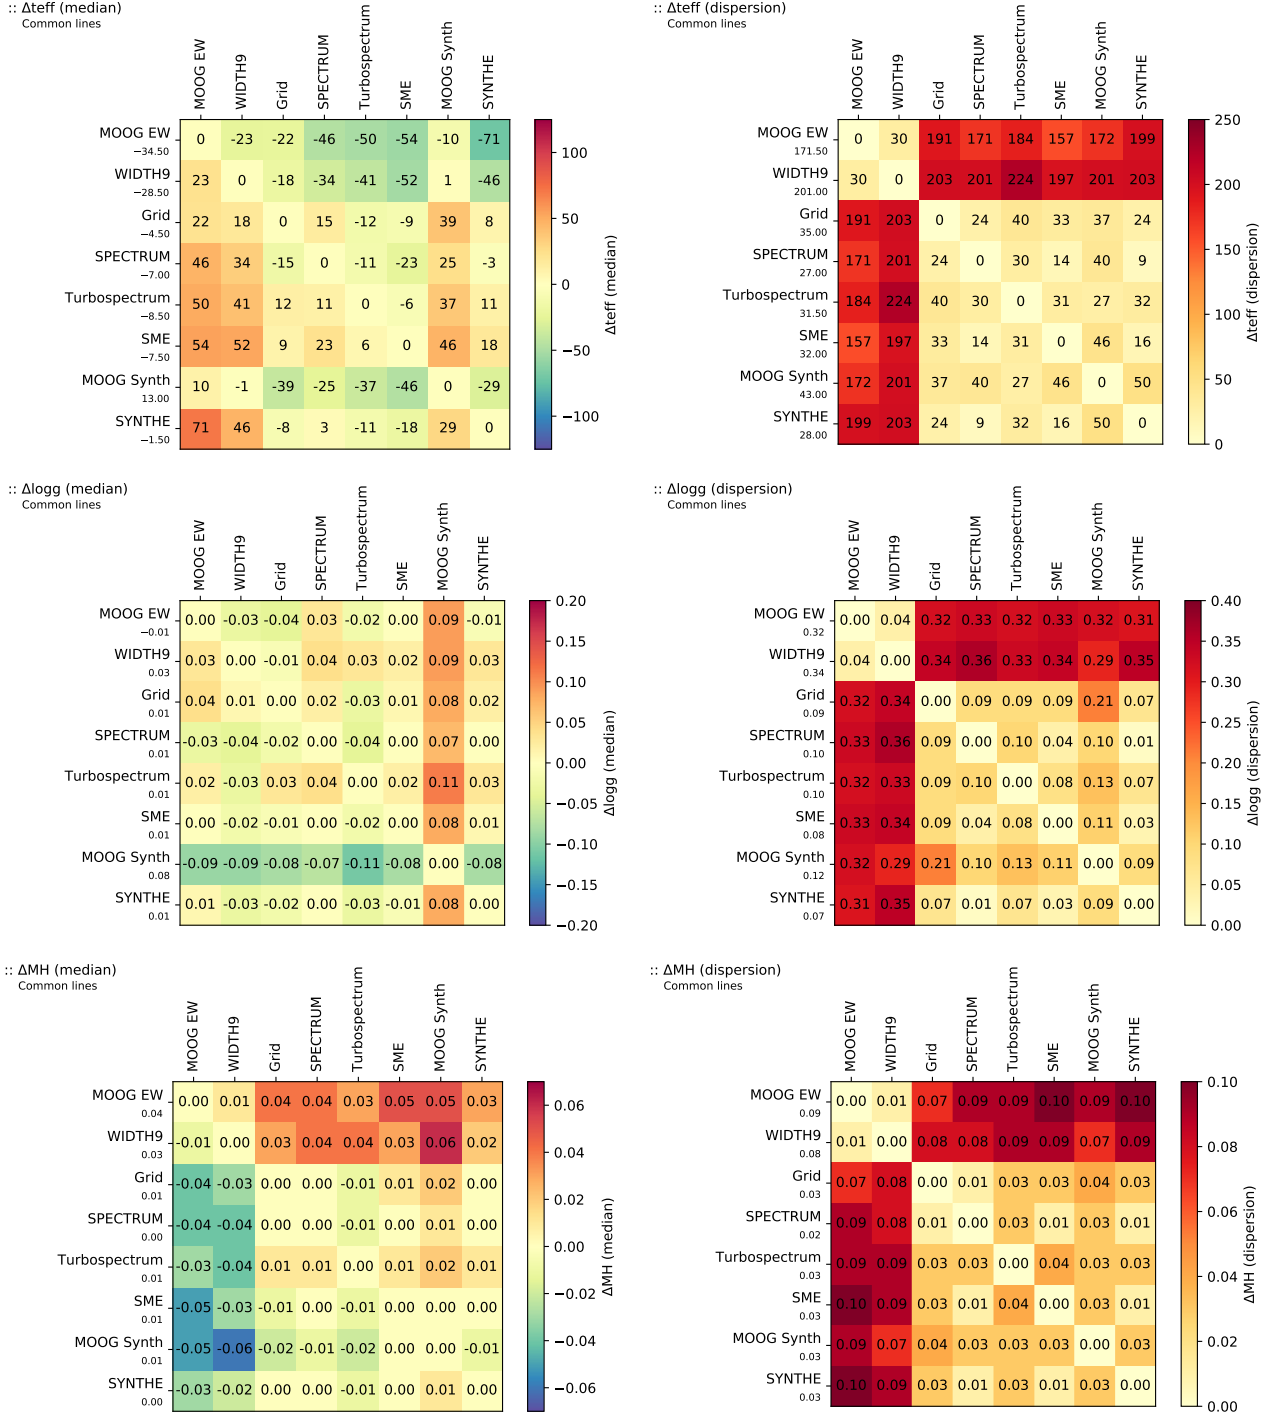 :: Δteff (median)
Common lines
MOOG EW WIDTH9 Grid SPECTRUM Turbospectrum SME MOOG Synth SYNTHE
MOOG EW 0 -23 -22 -46 -50 -54 -10 -71
−34.50
WIDTH9 23 0 -18 -34 -41 -52 1 -46
−28.50
Grid 22 18 0 15 -12 -9 39 8
−4.50
SPECTRUM 46 34 -15 0 -11 -23 25 -3
−7.00
Turbospectrum 50 41 12 11 0 -6 37 11
−8.50
SME 54 52 9 23 6 0 46 18
−7.50
MOOG Synth 10 -1 -39 -25 -37 -46 0 -29
13.00
SYNTHE 71 46 -8 3 -11 -18 29 0
−1.50
100
50
0
−50
−100
Δteff (median)
:: Δteff (dispersion)
Common lines
MOOG EW WIDTH9 Grid SPECTRUM Turbospectrum SME MOOG Synth SYNTHE
MOOG EW 0 30 191 171 184 157 172 199
171.50
WIDTH9 30 0 203 201 224 197 201 203
201.00
Grid 191 203 0 24 40 33 37 24
35.00
SPECTRUM 171 201 24 0 30 14 40 9
27.00
Turbospectrum 184 224 40 30 0 31 27 32
31.50
SME 157 197 33 14 31 0 46 16
32.00
MOOG Synth 172 201 37 40 27 46 0 50
43.00
SYNTHE 199 203 24 9 32 16 50 0
28.00
250
200
150
100
50
0
Δteff (dispersion)
:: Δlogg (median)
Common lines
MOOG EW WIDTH9 Grid SPECTRUM Turbospectrum SME MOOG Synth SYNTHE
MOOG EW 0.00 -0.03 -0.04 0.03 -0.02 0.00 0.09 -0.01
−0.01
WIDTH9 0.03 0.00 -0.01 0.04 0.03 0.02 0.09 0.03
0.03
Grid 0.04 0.01 0.00 0.02 -0.03 0.01 0.08 0.02
0.01
SPECTRUM -0.03 -0.04 -0.02 0.00 -0.04 0.00 0.07 0.00
0.01
Turbospectrum 0.02 -0.03 0.03 0.04 0.00 0.02 0.11 0.03
0.01
SME 0.00 -0.02 -0.01 0.00 -0.02 0.00 0.08 0.01
0.01
MOOG Synth -0.09 -0.09 -0.08 -0.07 -0.11 -0.08 0.00 -0.08
0.08
SYNTHE 0.01 -0.03 -0.02 0.00 -0.03 -0.01 0.08 0.00
0.01
0.20
0.15
0.10
0.05
0.00
−0.05
−0.10
−0.15
−0.20
Δlogg (median)
:: Δlogg (dispersion)
Common lines
MOOG EW WIDTH9 Grid SPECTRUM Turbospectrum SME MOOG Synth SYNTHE
MOOG EW 0.00 0.04 0.32 0.33 0.32 0.33 0.32 0.31
0.32
WIDTH9 0.04 0.00 0.34 0.36 0.33 0.34 0.29 0.35
0.34
Grid 0.32 0.34 0.00 0.09 0.09 0.09 0.21 0.07
0.09
SPECTRUM 0.33 0.36 0.09 0.00 0.10 0.04 0.10 0.01
0.10
Turbospectrum 0.32 0.33 0.09 0.10 0.00 0.08 0.13 0.07
0.10
SME 0.33 0.34 0.09 0.04 0.08 0.00 0.11 0.03
0.08
MOOG Synth 0.32 0.29 0.21 0.10 0.13 0.11 0.00 0.09
0.12
SYNTHE 0.31 0.35 0.07 0.01 0.07 0.03 0.09 0.00
0.07
0.40
0.35
0.30
0.25
0.20
0.15
0.10
0.05
0.00
Δlogg (dispersion)
:: ΔMH (median)
Common lines
MOOG EW WIDTH9 Grid SPECTRUM Turbospectrum SME MOOG Synth SYNTHE
MOOG EW 0.00 0.01 0.04 0.04 0.03 0.05 0.05 0.03
0.04
WIDTH9 -0.01 0.00 0.03 0.04 0.04 0.03 0.06 0.02
0.03
Grid -0.04 -0.03 0.00 0.00 -0.01 0.01 0.02 0.00
0.01
SPECTRUM -0.04 -0.04 0.00 0.00 -0.01 0.00 0.01 0.00
0.00
Turbospectrum -0.03 -0.04 0.01 0.01 0.00 0.01 0.02 0.01
0.01
SME -0.05 -0.03 -0.01 0.00 -0.01 0.00 0.00 0.00
0.01
MOOG Synth -0.05 -0.06 -0.02 -0.01 -0.02 0.00 0.00 -0.01
0.01
SYNTHE -0.03 -0.02 0.00 0.00 -0.01 0.00 0.01 0.00
0.00
0.06
0.04
0.02
0.00
−0.02
−0.04
−0.06
ΔMH (median)
:: ΔMH (dispersion)
Common lines
MOOG EW WIDTH9 Grid SPECTRUM Turbospectrum SME MOOG Synth SYNTHE
MOOG EW 0.00 0.01 0.07 0.09 0.09 0.10 0.09 0.10
0.09
WIDTH9 0.01 0.00 0.08 0.08 0.09 0.09 0.07 0.09
0.08
Grid 0.07 0.08 0.00 0.01 0.03 0.03 0.04 0.03
0.03
SPECTRUM 0.09 0.08 0.01 0.00 0.03 0.01 0.03 0.01
0.02
Turbospectrum 0.09 0.09 0.03 0.03 0.00 0.04 0.03 0.03
0.03
SME 0.10 0.09 0.03 0.01 0.04 0.00 0.03 0.01
0.03
MOOG Synth 0.09 0.07 0.04 0.03 0.03 0.03 0.00 0.03
0.03
SYNTHE 0.10 0.09 0.03 0.01 0.03 0.01 0.03 0.00
0.03
0.10
0.08
0.06
0.04
0.02
0.00
ΔMH (dispersion)